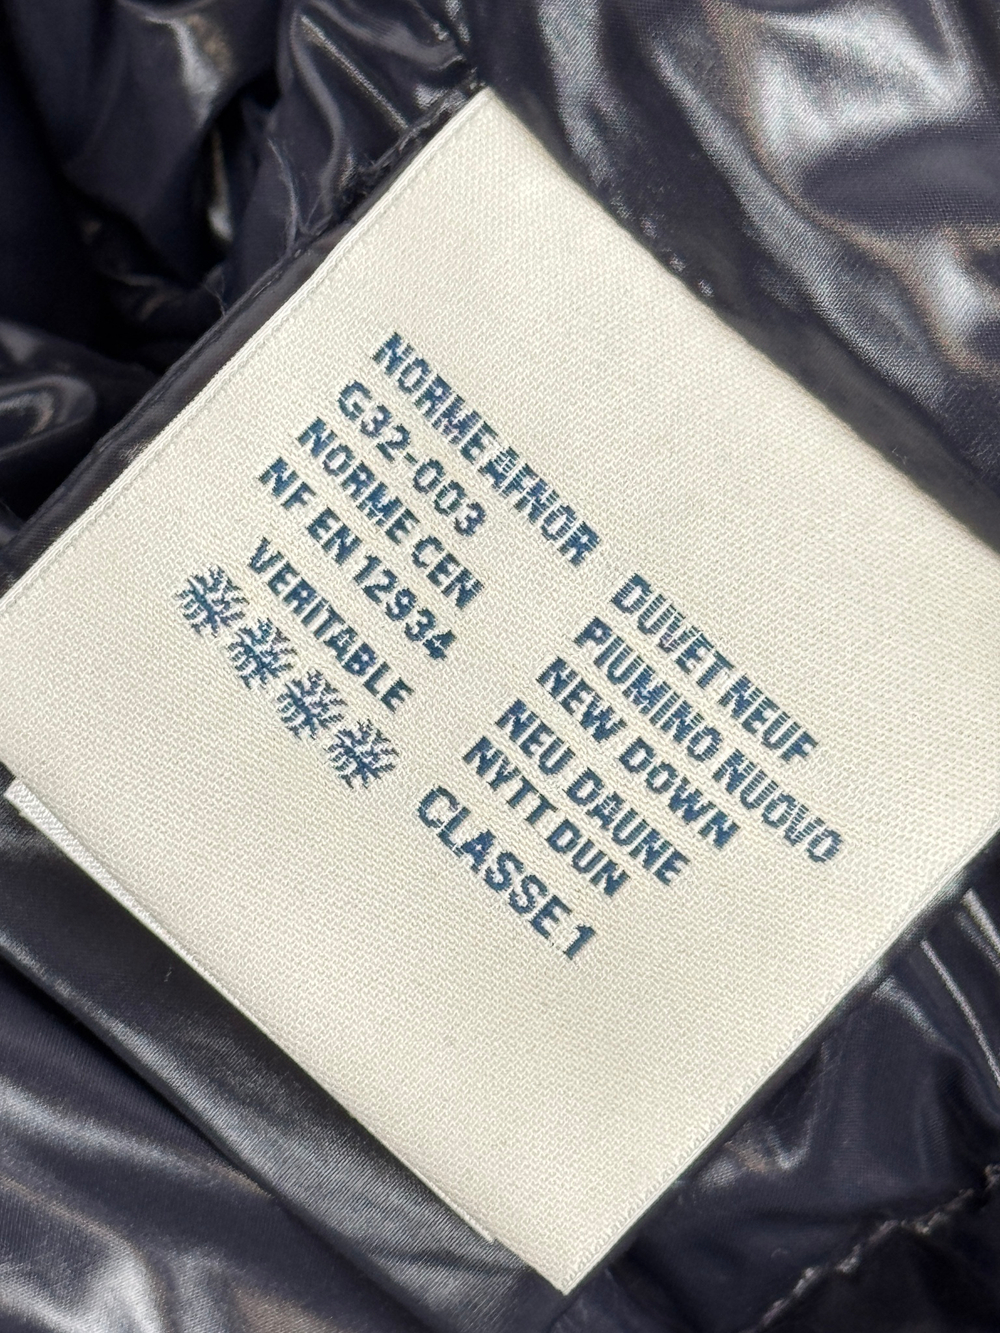 NORME AFNOR
G32-003
NORME CEN
NF EN 12934
VERITABLE
DUVET NEUF
PIUMINO NUOVO
NEW DOWN
NEU DAUNE
NYTT DUN
CLASSE 1